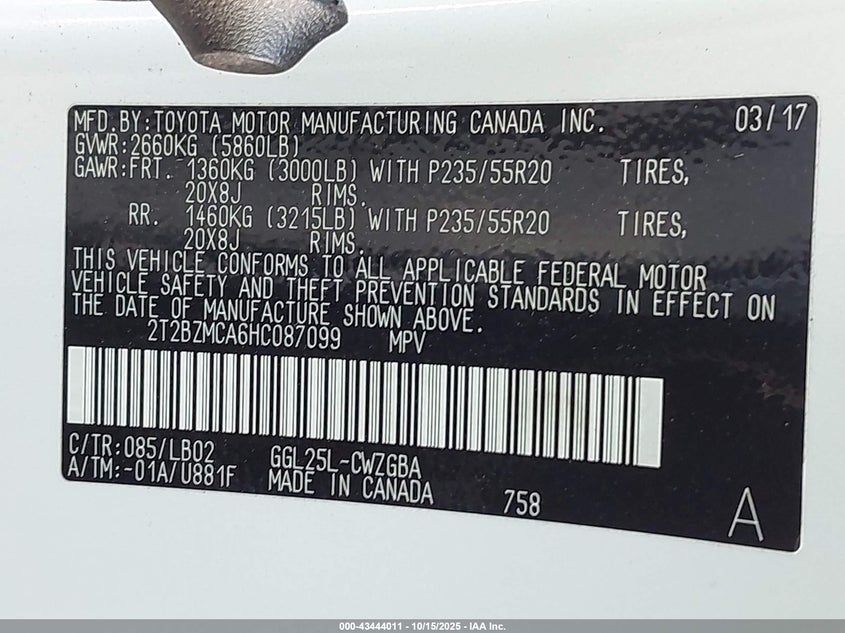 MFD.BY:TOYOTA MOTOR MANUFACTURING CANADA INC. 03/17
GVWR:2660KG (5860LB)
GAWR:FRT. 1360KG (3000LB) WITH P235/55R20 TIRES,
20X8J RIMS.
RR. 1460KG (3215LB) WITH P235/55R20 TIRES,
20X8J RIMS.
THIS VEHICLE CONFORMS TO ALL APPLICABLE FEDERAL MOTOR
VEHICLE SAFETY AND THEFT PREVENTION STANDARDS IN EFFECT ON
THE DATE OF MANUFACTURE SHOWN ABOVE.
2T2BZMCA6HC087099 MPV
C/TR:085/LB02 GGL25L-CWZGBA
A/TM:-01A/U881F MADE IN CANADA 758
A
000-43444011 - 10/15/2025 - IAA Inc.